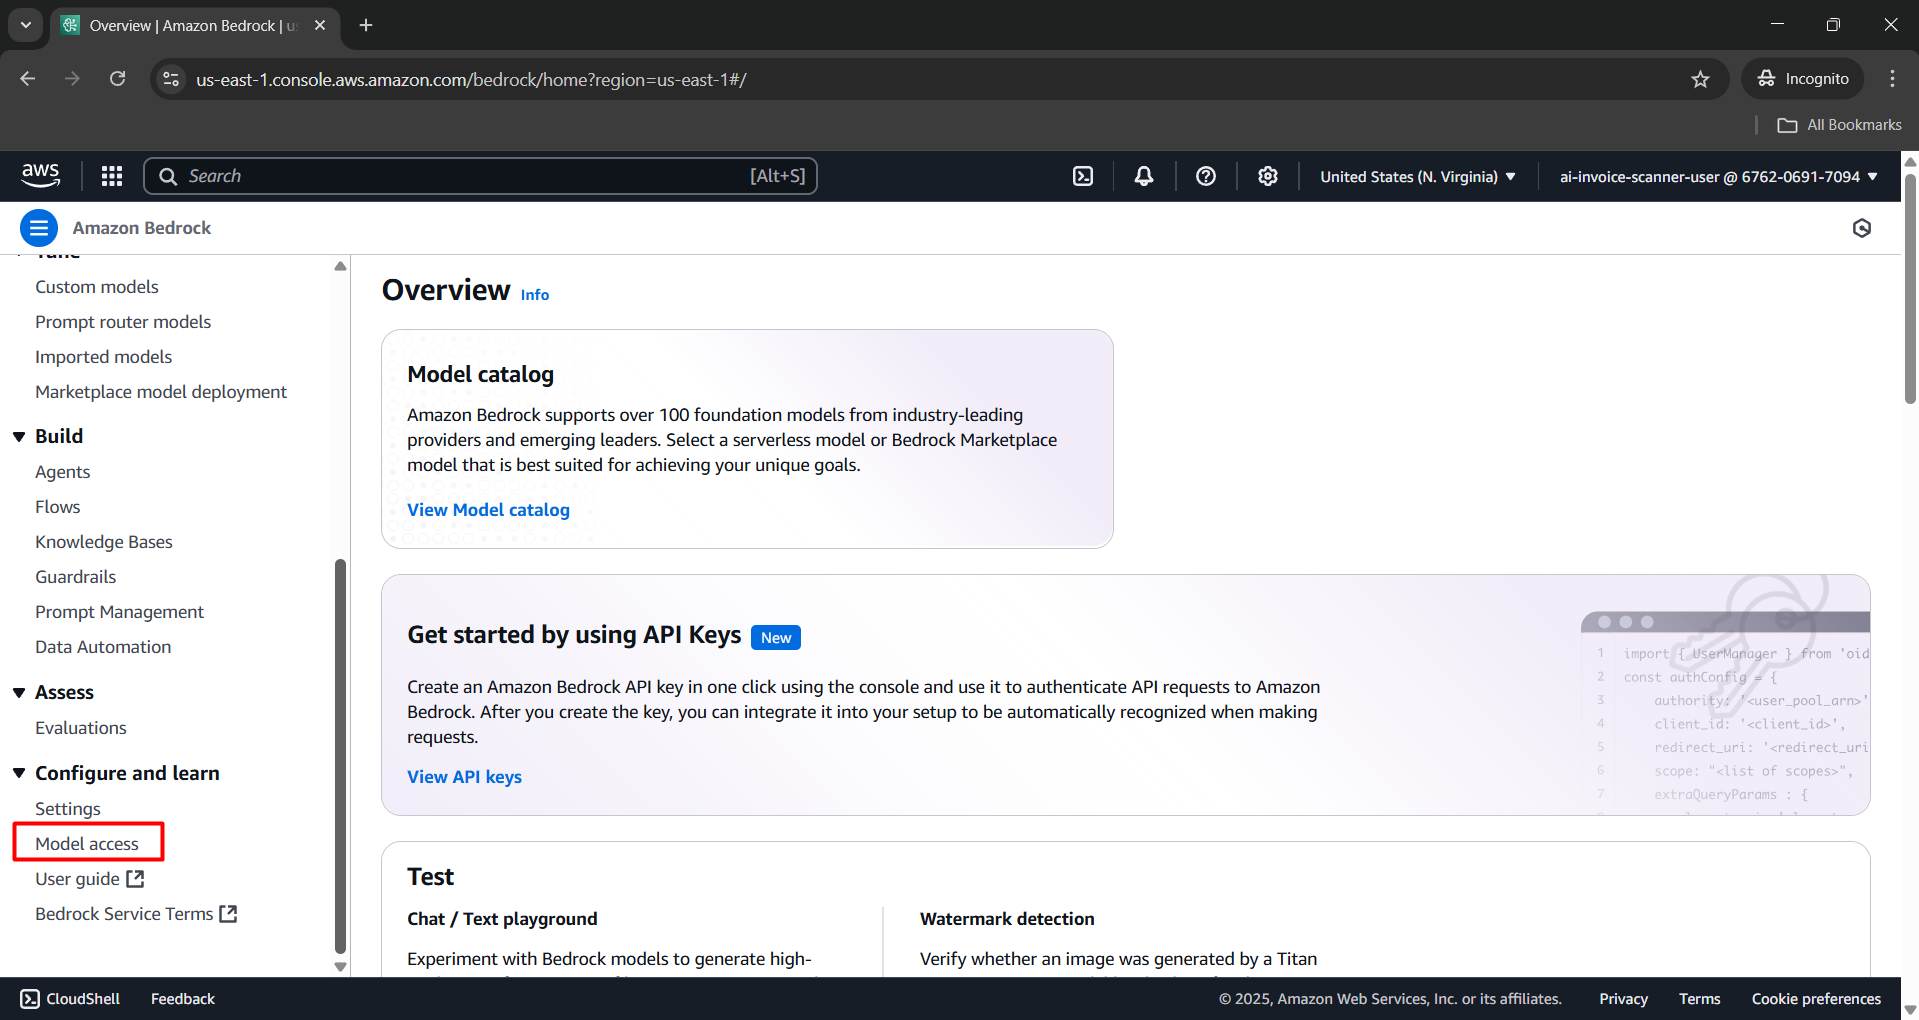 Overview | Amazon Bedrock | us
us-east-1.console.aws.amazon.com/bedrock/home?region=us-east-1#/
Incognito
All Bookmarks
aws
Search
[Alt+S]
United States (N. Virginia)
ai-invoice-scanner-user @ 6762-0691-7094
Amazon Bedrock
Tune
Custom models
Prompt router models
Imported models
Marketplace model deployment
Build
Agents
Flows
Knowledge Bases
Guardrails
Prompt Management
Data Automation
Assess
Evaluations
Configure and learn
Settings
Model access
User guide
Bedrock Service Terms
Overview Info
Model catalog
Amazon Bedrock supports over 100 foundation models from industry-leading
providers and emerging leaders. Select a serverless model or Bedrock Marketplace
model that is best suited for achieving your unique goals.
View Model catalog
Get started by using API Keys New
Create an Amazon Bedrock API key in one click using the console and use it to authenticate API requests to Amazon
Bedrock. After you create the key, you can integrate it into your setup to be automatically recognized when making
requests.
View API keys
1 import { UserManager } from 'oid
2 const authConfig = {
3 authority: '<user_pool_arn>'
4 client_id: '<client_id>',
5 redirect_uri: '<redirect_uri
6 scope: "<list of scopes>",
7 extraQueryParams : {
Test
Chat / Text playground
Experiment with Bedrock models to generate high-
Watermark detection
Verify whether an image was generated by a Titan
CloudShell
Feedback
© 2025, Amazon Web Services, Inc. or its affiliates.
Privacy
Terms
Cookie preferences